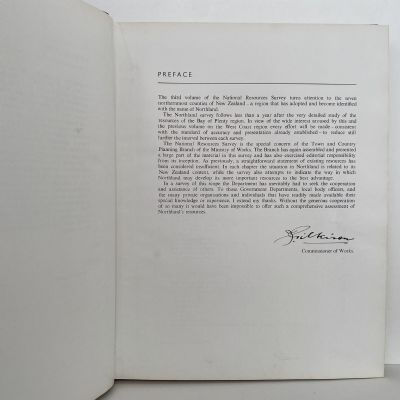 PREFACE
The third volume of the National Resources Survey turns attention to the seven
northernmost counties of New Zealand - a region that has adopted and become identified
with the name of Northland.
The Northland survey follows less than a year after the very detailed study of the
resources of the Bay of Plenty region. In view of the wide interest aroused by this and
the previous volume on the West Coast region every effort will be made - consistent
with the standard of accuracy and presentation already established - to reduce still
further the interval between each survey.
The National Resources Survey is the special concern of the Town and Country
Planning Branch of the Ministry of Works. The Branch has again assembled and presented
a large part of the material in this survey and has also exercised editorial responsibility
from its inception. As previously, a straightforward statement of existing resources has
been considered insufficient. In each chapter the situation in Northland is related to its
New Zealand context, while the survey also attempts to indicate the way in which
Northland may develop its more important resources to the best advantage.
In a survey of this scope the Department has inevitably had to seek the cooperation
and assistance of others. To those Government Departments, local body officers, and
the many private organisations and individuals that have readily made available their
special knowledge or experience, I extend my thanks. Without the generous cooperation
of so many it would have been impossible to offer such a comprehensive assessment of
Northland's resources.
Commissioner of Works.